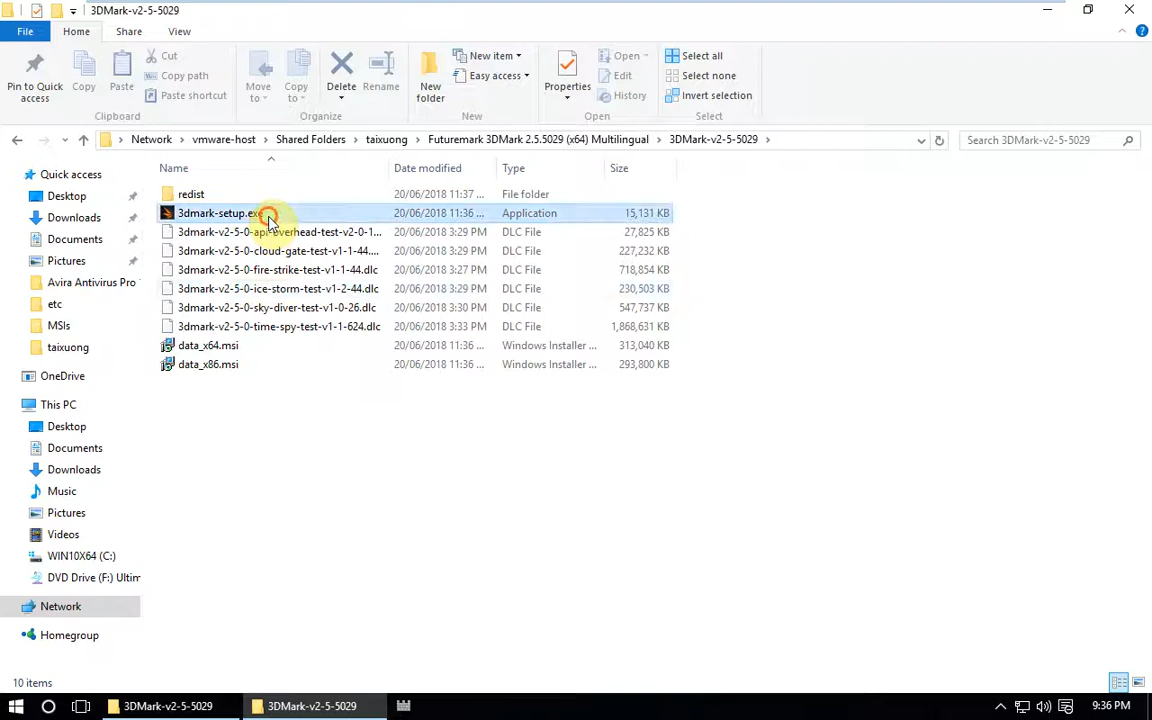 3DMark-v2-5-5029
File Home Share View
Pin to Quick access
Copy
Paste
Cut
Copy path
Paste shortcut
Clipboard
Move to
Copy to
Delete
Rename
Organize
New folder
New item
Easy access
New
Properties
Open
Edit
History
Open
Select all
Select none
Invert selection
Select
Network vmware-host Shared Folders taixuong Futuremark 3DMark 2.5.5029 (x64) Multilingual 3DMark-v2-5-5029
Search 3DMark-v2-5-5029
Quick access
Desktop
Downloads
Documents
Pictures
Avira Antivirus Pro
etc
MSIs
taixuong
OneDrive
This PC
Desktop
Documents
Downloads
Music
Pictures
Videos
WIN10X64 (C:)
DVD Drive (F:) Ultim
Network
Homegroup
Name Date modified Type Size
redist 20/06/2018 11:37 ... File folder
3dmark-setup.exe 20/06/2018 11:36 ... Application 15,131 KB
3dmark-v2-5-0-api-overhead-test-v2-0-1... 20/06/2018 3:29 PM DLC File 27,825 KB
3dmark-v2-5-0-cloud-gate-test-v1-1-44.... 20/06/2018 3:29 PM DLC File 227,232 KB
3dmark-v2-5-0-fire-strike-test-v1-1-44.dlc 20/06/2018 3:27 PM DLC File 718,854 KB
3dmark-v2-5-0-ice-storm-test-v1-2-44.dlc 20/06/2018 3:29 PM DLC File 230,503 KB
3dmark-v2-5-0-sky-diver-test-v1-0-26.dlc 20/06/2018 3:30 PM DLC File 547,737 KB
3dmark-v2-5-0-time-spy-test-v1-1-624.dlc 20/06/2018 3:33 PM DLC File 1,868,631 KB
data_x64.msi 20/06/2018 11:36 ... Windows Installer ... 313,040 KB
data_x86.msi 20/06/2018 11:36 ... Windows Installer ... 293,800 KB
10 items
3DMark-v2-5-5029 3DMark-v2-5-5029 9:36 PM